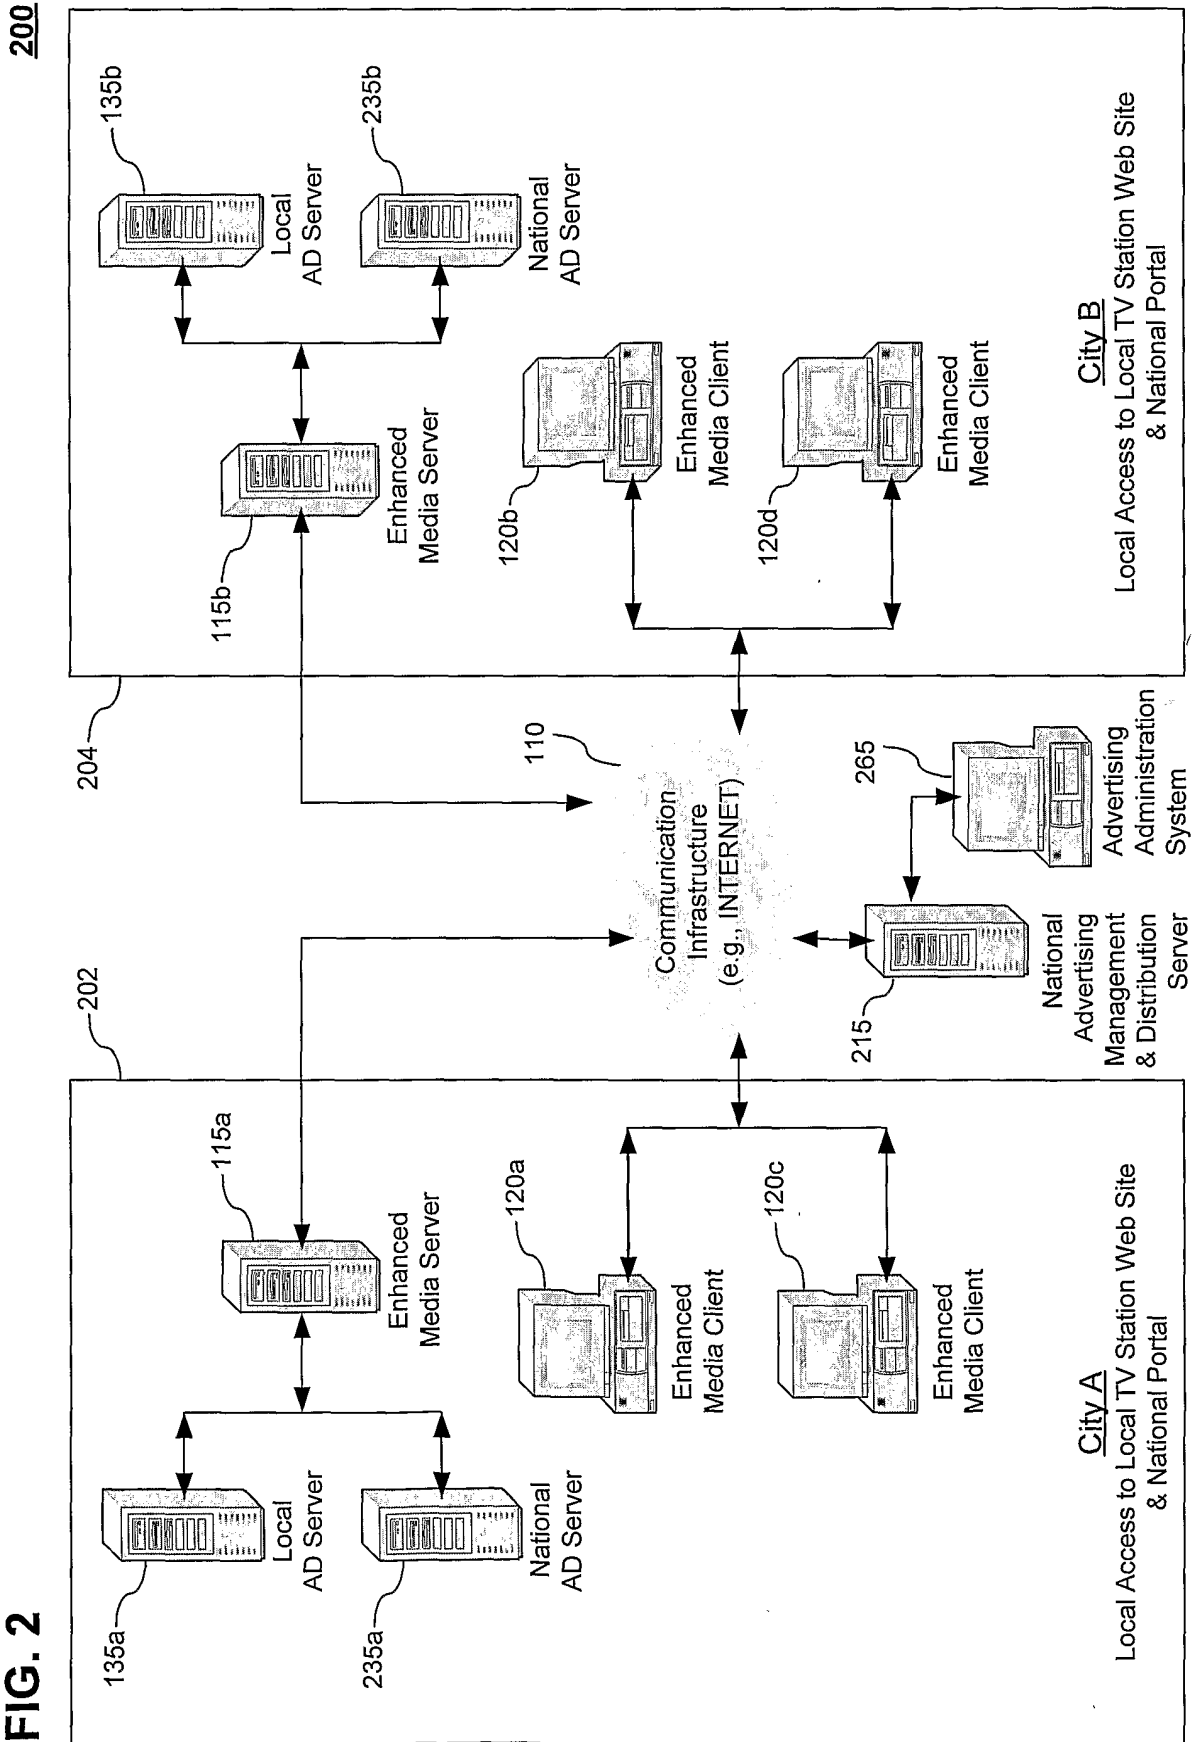 FIG. 2
200
202
204
135a
Local
AD Server
235a
National
AD Server
115a
Enhanced
Media Server
120a
Enhanced
Media Client
120c
Enhanced
Media Client
City A
Local Access to Local TV Station Web Site
& National Portal
110
Communication
Infrastructure
(e.g., INTERNET)
215
National
Advertising
Management
& Distribution
Server
265
Advertising
Administration
System
115b
Enhanced
Media Server
135b
Local
AD Server
235b
National
AD Server
120b
Enhanced
Media Client
120d
Enhanced
Media Client
City B
Local Access to Local TV Station Web Site
& National Portal